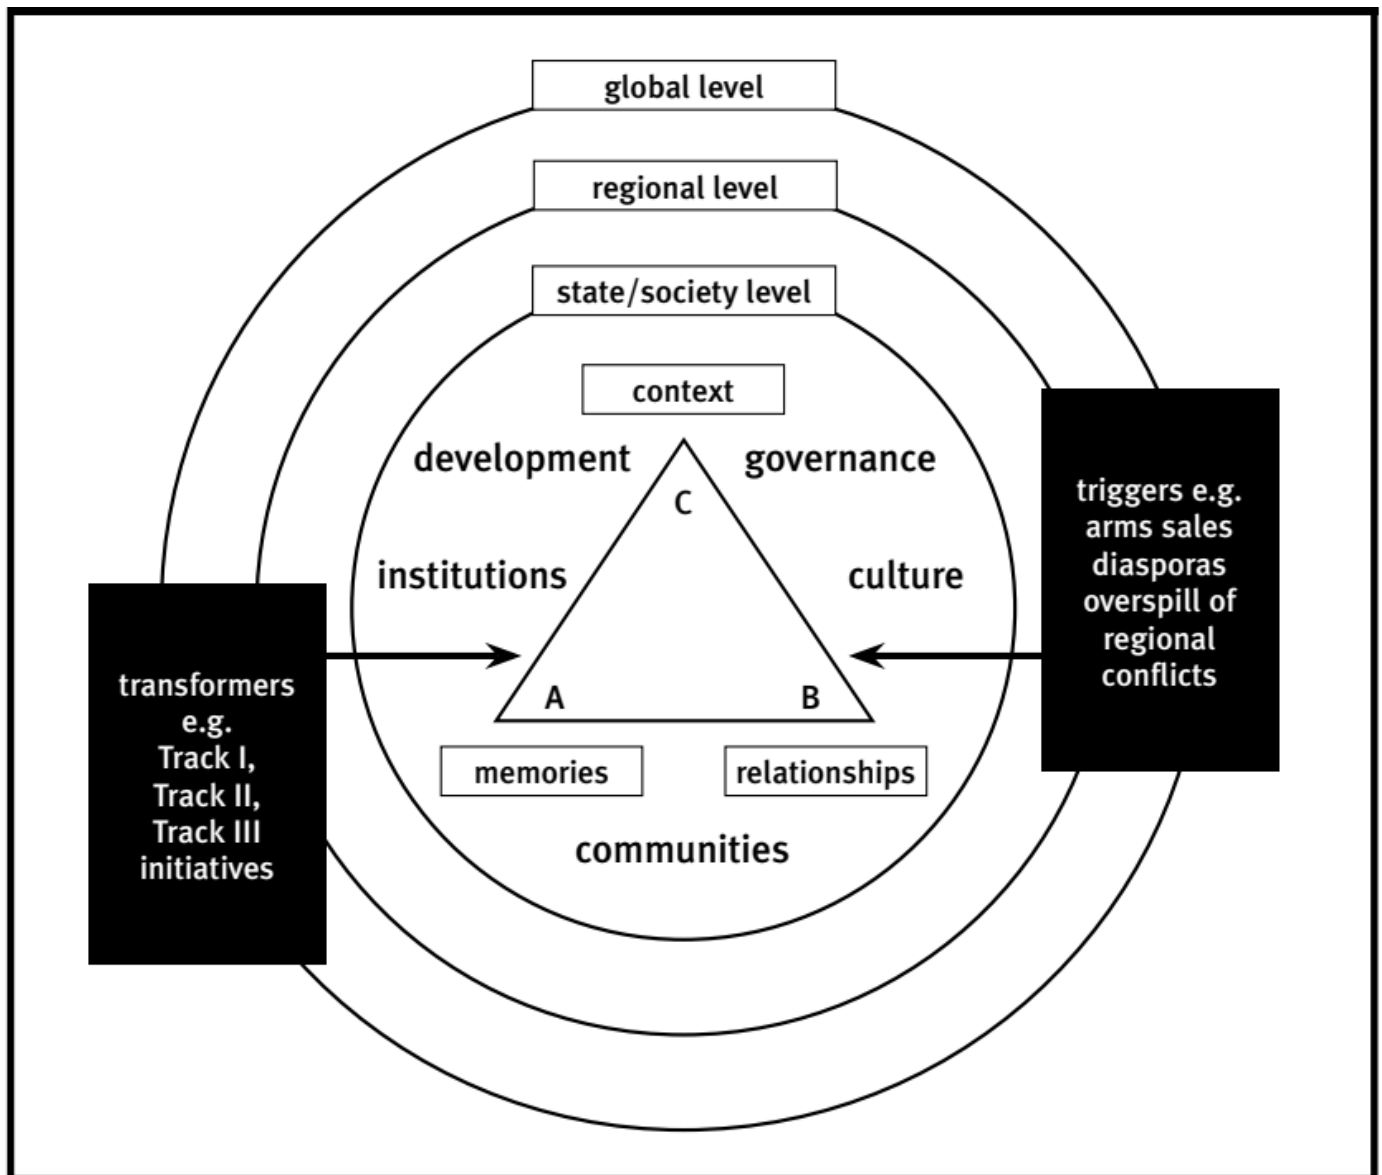 global level
regional level
state/society level
context
development
governance
C
institutions
culture
triggers e.g.
arms sales
diasporas
overspill of
regional
conflicts
transformers
e.g.
Track I,
Track II,
Track III
initiatives
A
B
memories
relationships
communities